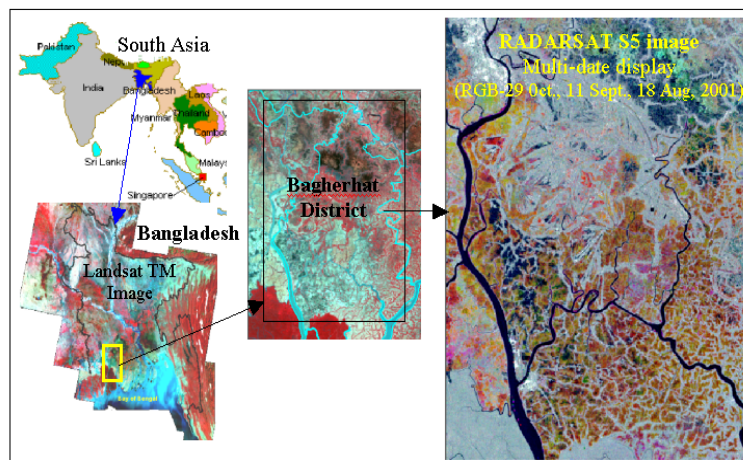 South Asia
Pakistan
Nepal
India
Bangladesh
Myanmar
Laos
Thailand
Sri Lanka
Singapore
Bangladesh
Landsat TM
Image
Bay of Bengal
Bagherhat
District
RADARSAT S5 image
Multi-date display
(RGB-29 Oct., 11 Sept., 18 Aug, 2001)